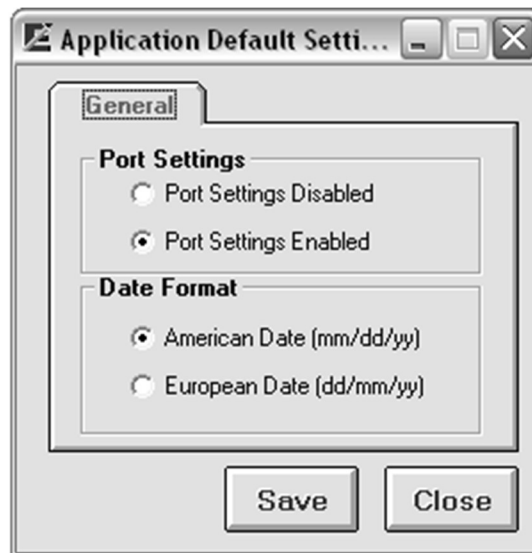 Application Default Setti...
General
Port Settings
Port Settings Disabled
Port Settings Enabled
Date Format
American Date (mm/dd/yy)
European Date (dd/mm/yy)
Save Close